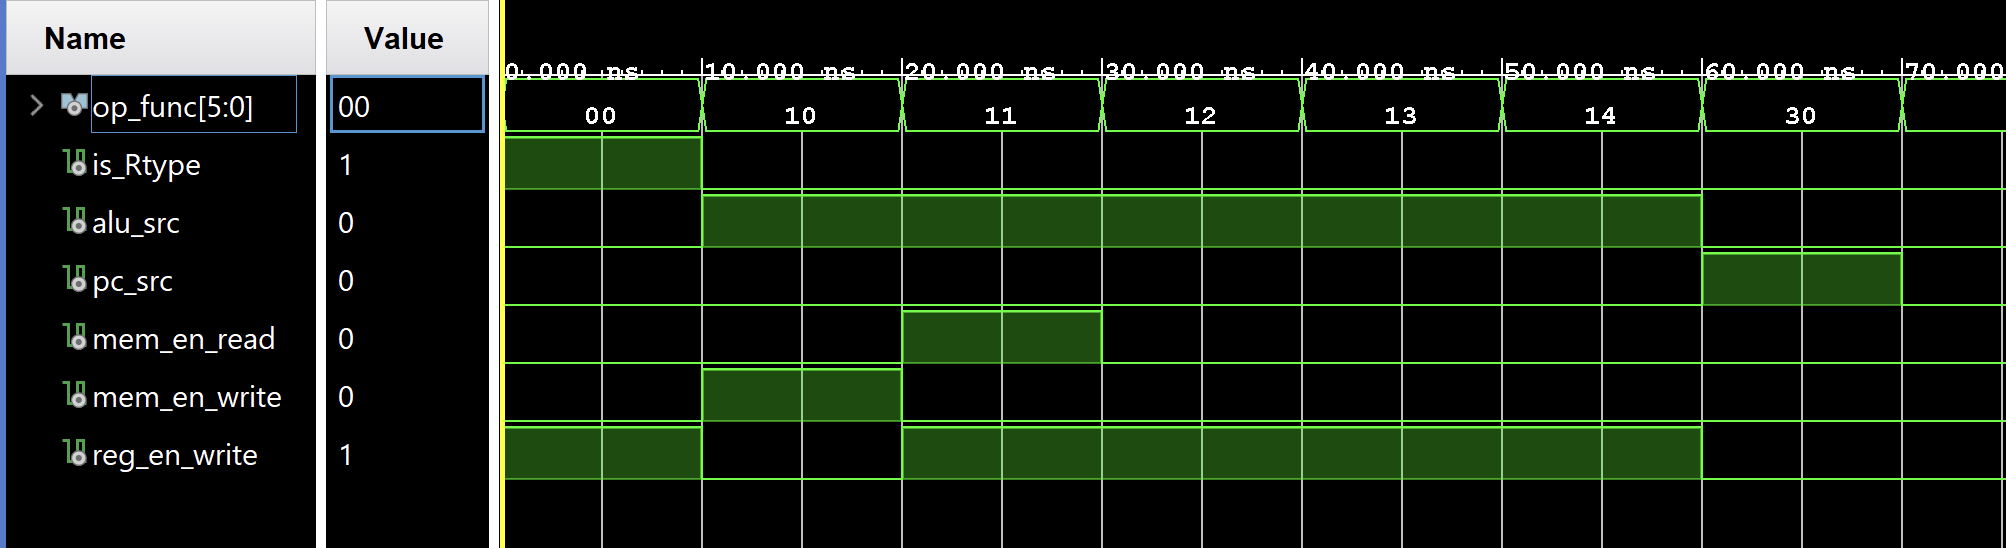 Name Value
0.000 ns 10.000 ns 20.000 ns 30.000 ns 40.000 ns 50.000 ns 60.000 ns 70.000
op_func[5:0] 00 00 10 11 12 13 14 30
is_Rtype 1
alu_src 0
pc_src 0
mem_en_read 0
mem_en_write 0
reg_en_write 1